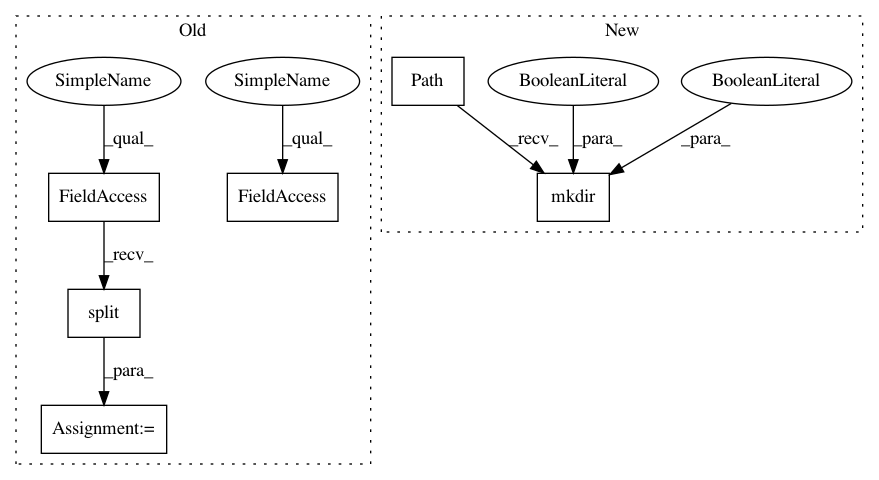 Old
New
SimpleName
SimpleName
Path
BooleanLiteral
BooleanLiteral
_qual_
_qual_
_recv_
_para_
_para_
FieldAccess
FieldAccess
mkdir
_recv_
split
_para_
Assignment:=